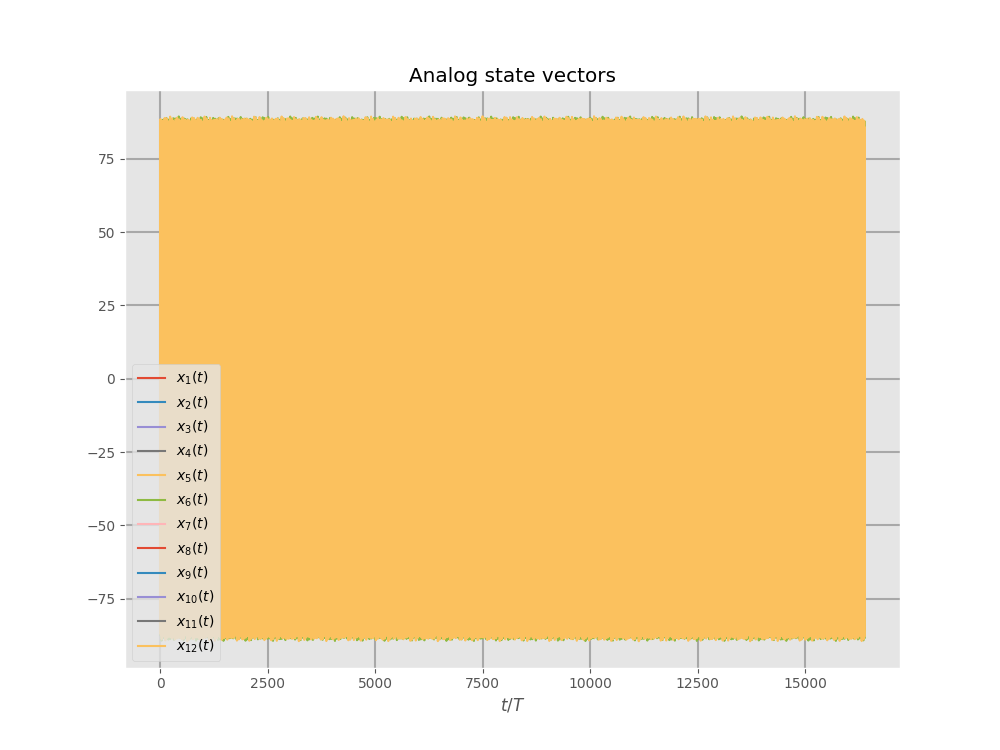 Analog state vectors
75
50
25
0
−25
−50
−75
x₁(t)
x₂(t)
x₃(t)
x₄(t)
x₅(t)
x₆(t)
x₇(t)
x₈(t)
x₉(t)
x₁₀(t)
x₁₁(t)
x₁₂(t)
0 2500 5000 7500 10000 12500 15000
t/T